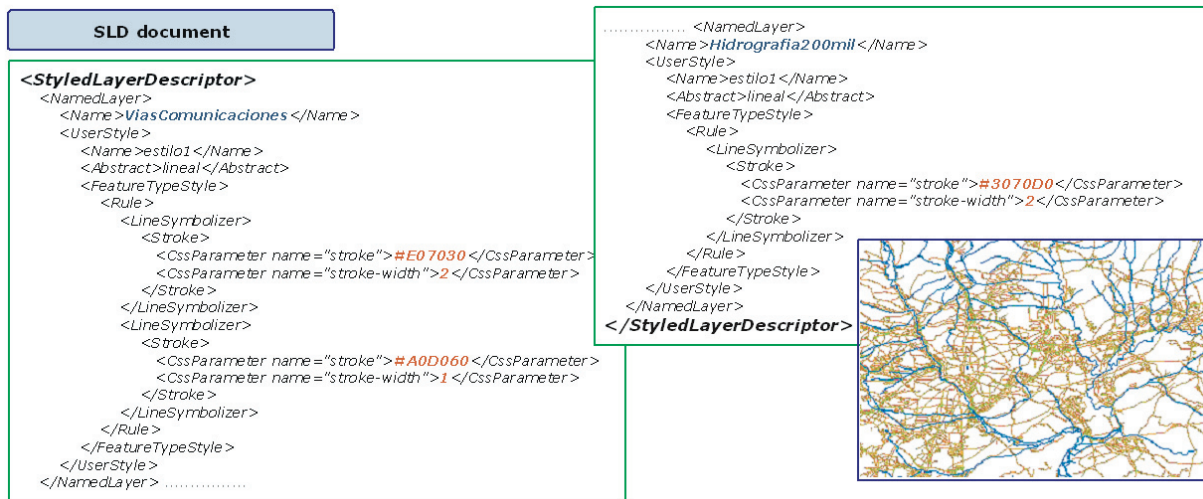 SLD document
<StyledLayerDescriptor>
<NamedLayer>
<Name>ViasComunicaciones</Name>
<UserStyle>
<Name>estilo1</Name>
<Abstract>lineal</Abstract>
<FeatureTypeStyle>
<Rule>
<LineSymbolizer>
<Stroke>
<CssParameter name="stroke">#E07030</CssParameter>
<CssParameter name="stroke-width">2</CssParameter>
</Stroke>
</LineSymbolizer>
<LineSymbolizer>
<Stroke>
<CssParameter name="stroke">#A0D060</CssParameter>
<CssParameter name="stroke-width">1</CssParameter>
</Stroke>
</LineSymbolizer>
</Rule>
</FeatureTypeStyle>
</UserStyle>
</NamedLayer> ................
................ <NamedLayer>
<Name>Hidrografia200mil</Name>
<UserStyle>
<Name>estilo1</Name>
<Abstract>lineal</Abstract>
<FeatureTypeStyle>
<Rule>
<LineSymbolizer>
<Stroke>
<CssParameter name="stroke">#3070D0</CssParameter>
<CssParameter name="stroke-width">2</CssParameter>
</Stroke>
</LineSymbolizer>
</Rule>
</FeatureTypeStyle>
</UserStyle>
</NamedLayer>
</StyledLayerDescriptor>